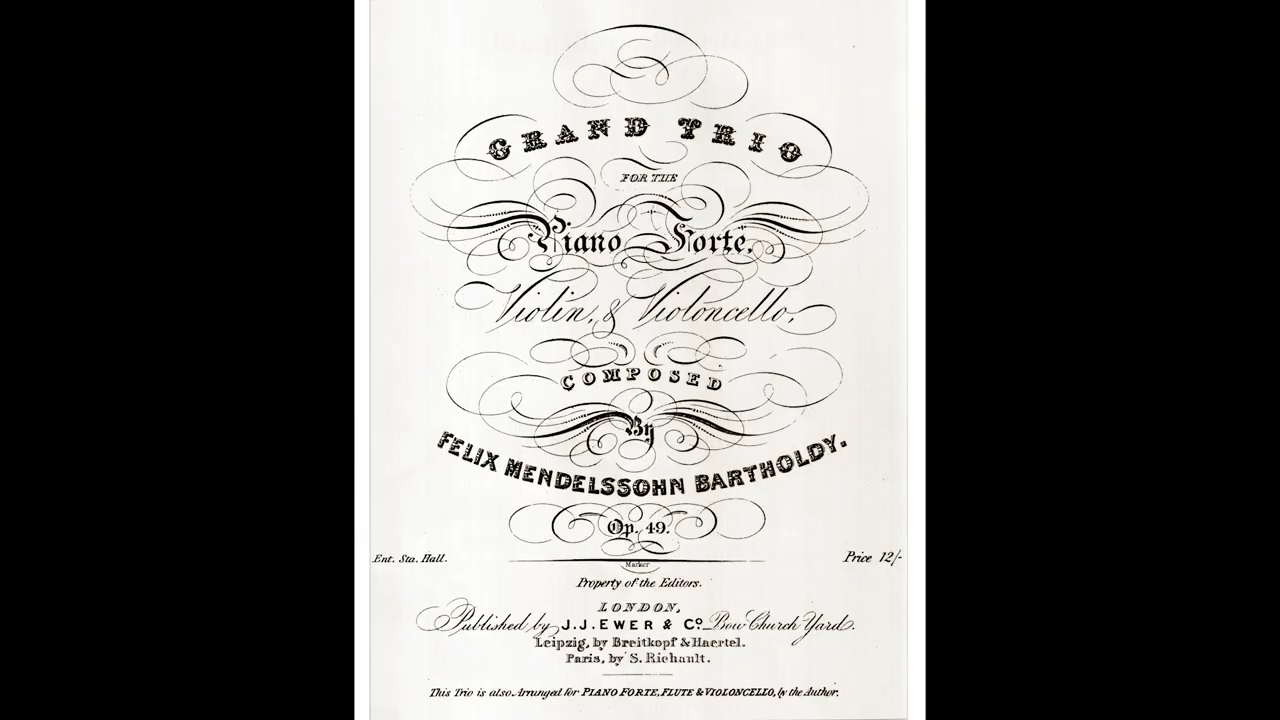 GRAND TRIO
FOR THE
Piano Forte,
Violin, & Violoncello,
COMPOSED
By
FELIX MENDELSSOHN BARTHOLDY.
Op. 49.
Ent. Sta. Hall.
Price 12/-
Marker
Property of the Editors.
LONDON,
Published by J.J. EWER & Co. Bow Church Yard.
Leipzig, by Breitkopf & Haertel.
Paris, by S. Richault.
This Trio is also Arranged for PIANO FORTE, FLUTE & VIOLONCELLO, by the Author.